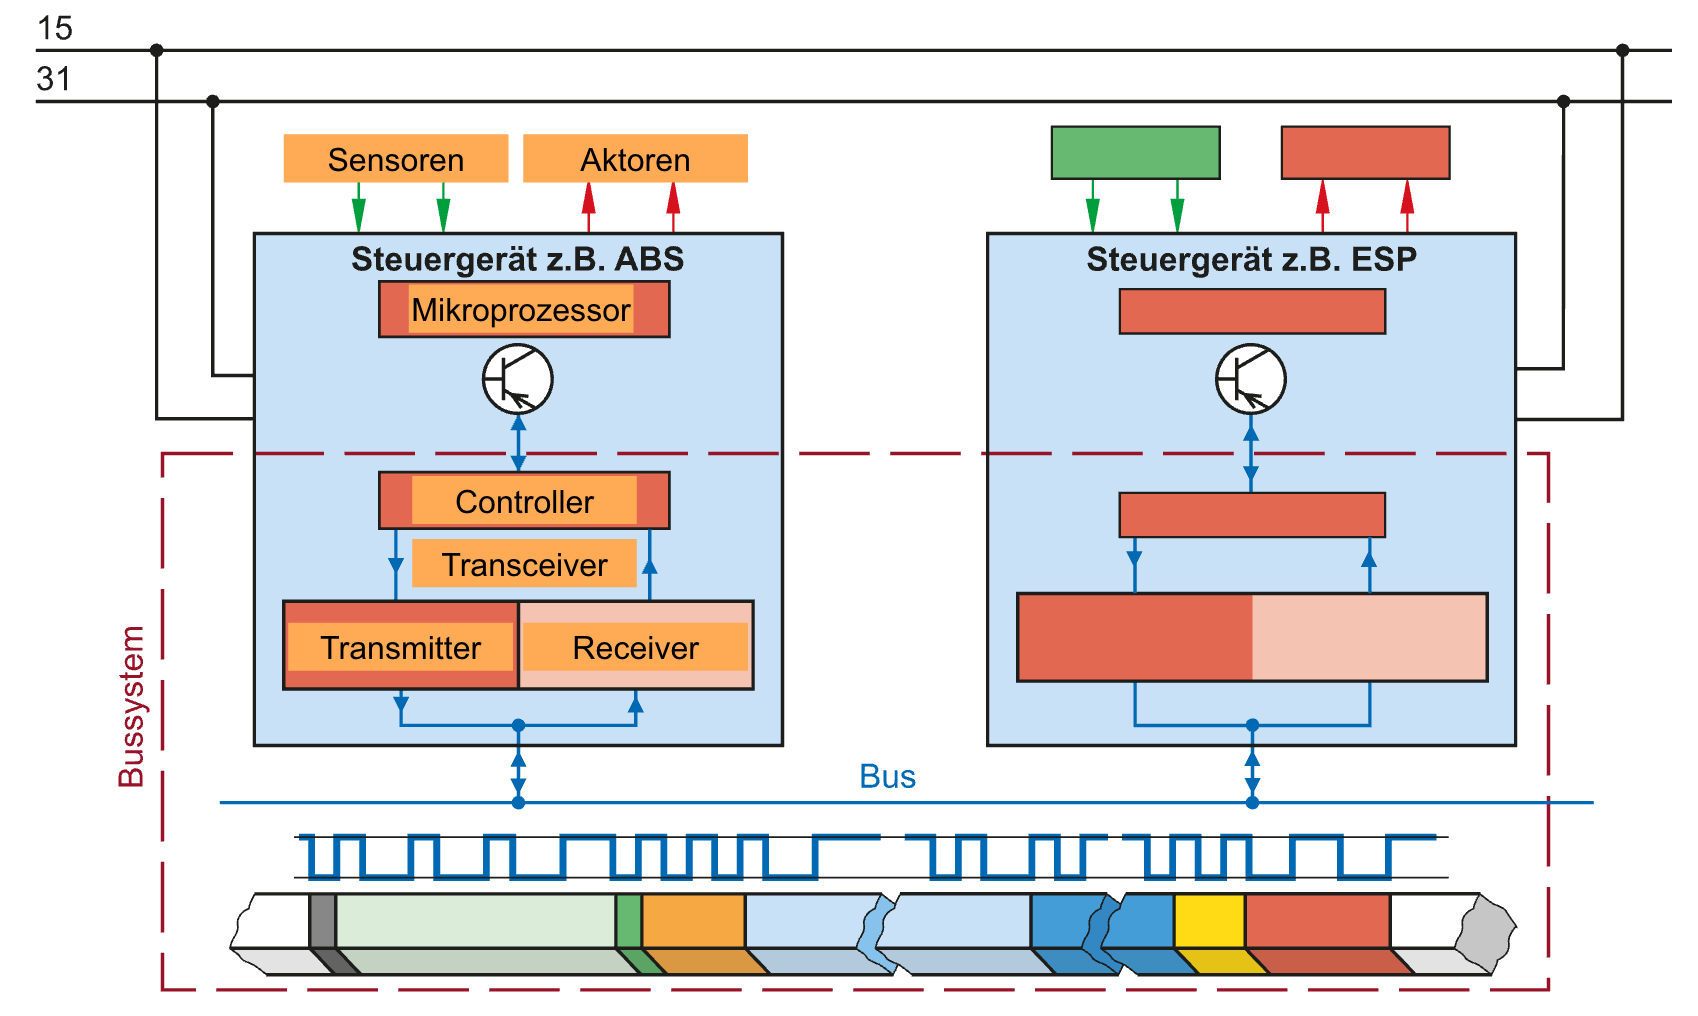 15
31
Sensoren
Aktoren
Steuergerät z.B. ABS
Steuergerät z.B. ESP
Mikroprozessor
Controller
Transceiver
Transmitter
Receiver
Bussystem
Bus